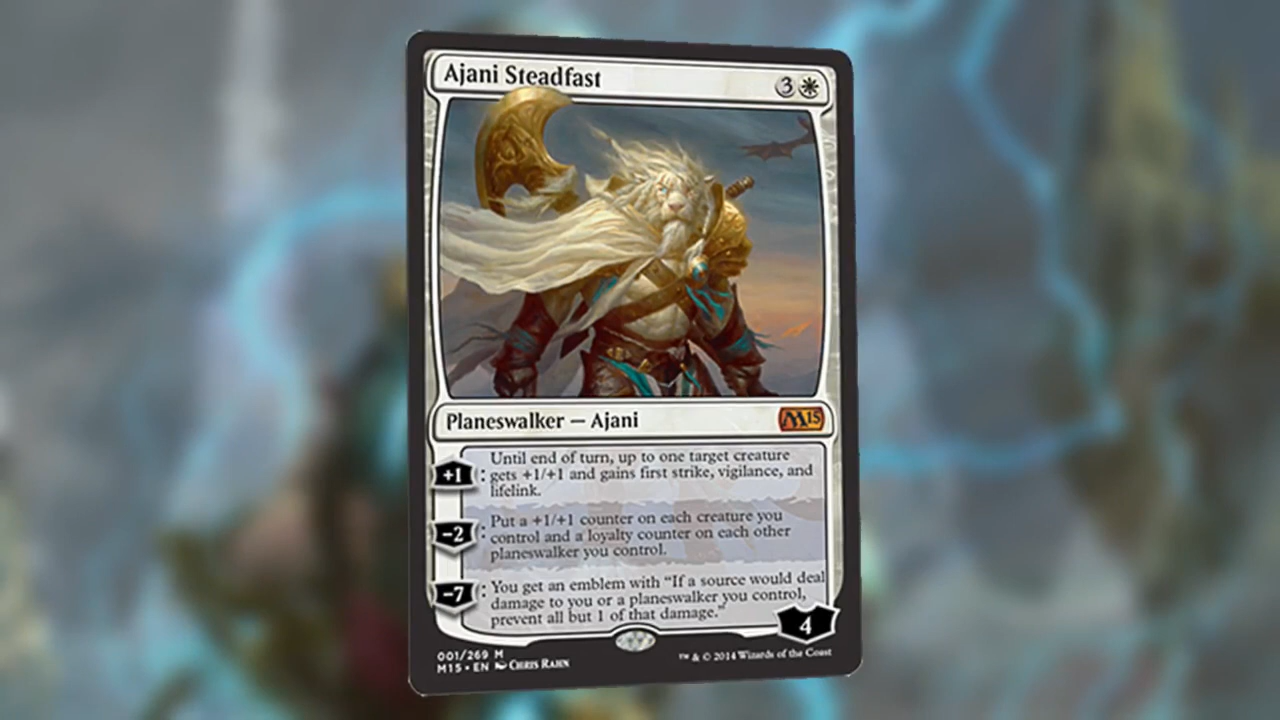 Ajani Steadfast 3
Planeswalker — Ajani M15
Until end of turn, up to one target creature
+1 : gets +1/+1 and gains first strike, vigilance, and
lifelink.
Put a +1/+1 counter on each creature you
-2 : control and a loyalty counter on each other
planeswalker you control.
-7 : You get an emblem with “If a source would deal
damage to you or a planeswalker you control,
prevent all but 1 of that damage.”
4
001/269 M
M15 • EN Chris Rahn
™ & © 2014 Wizards of the Coast